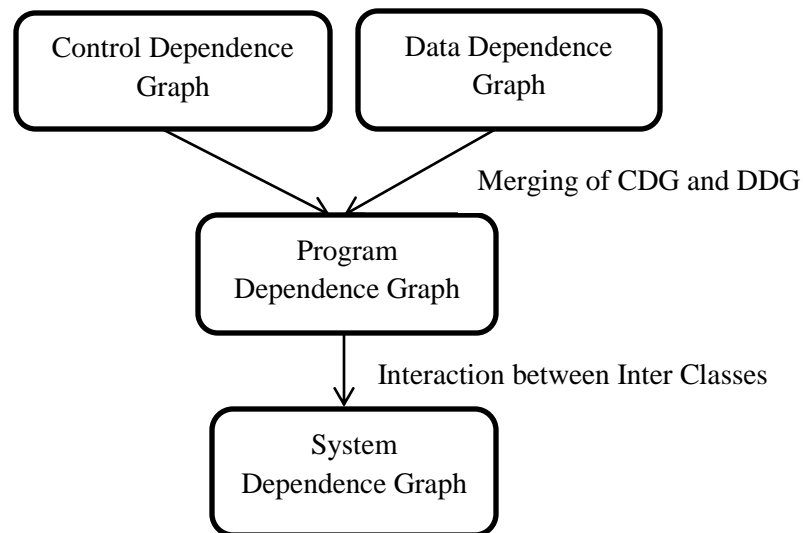 Control Dependence
Graph
Data Dependence
Graph
Merging of CDG and DDG
Program
Dependence Graph
Interaction between Inter Classes
System
Dependence Graph